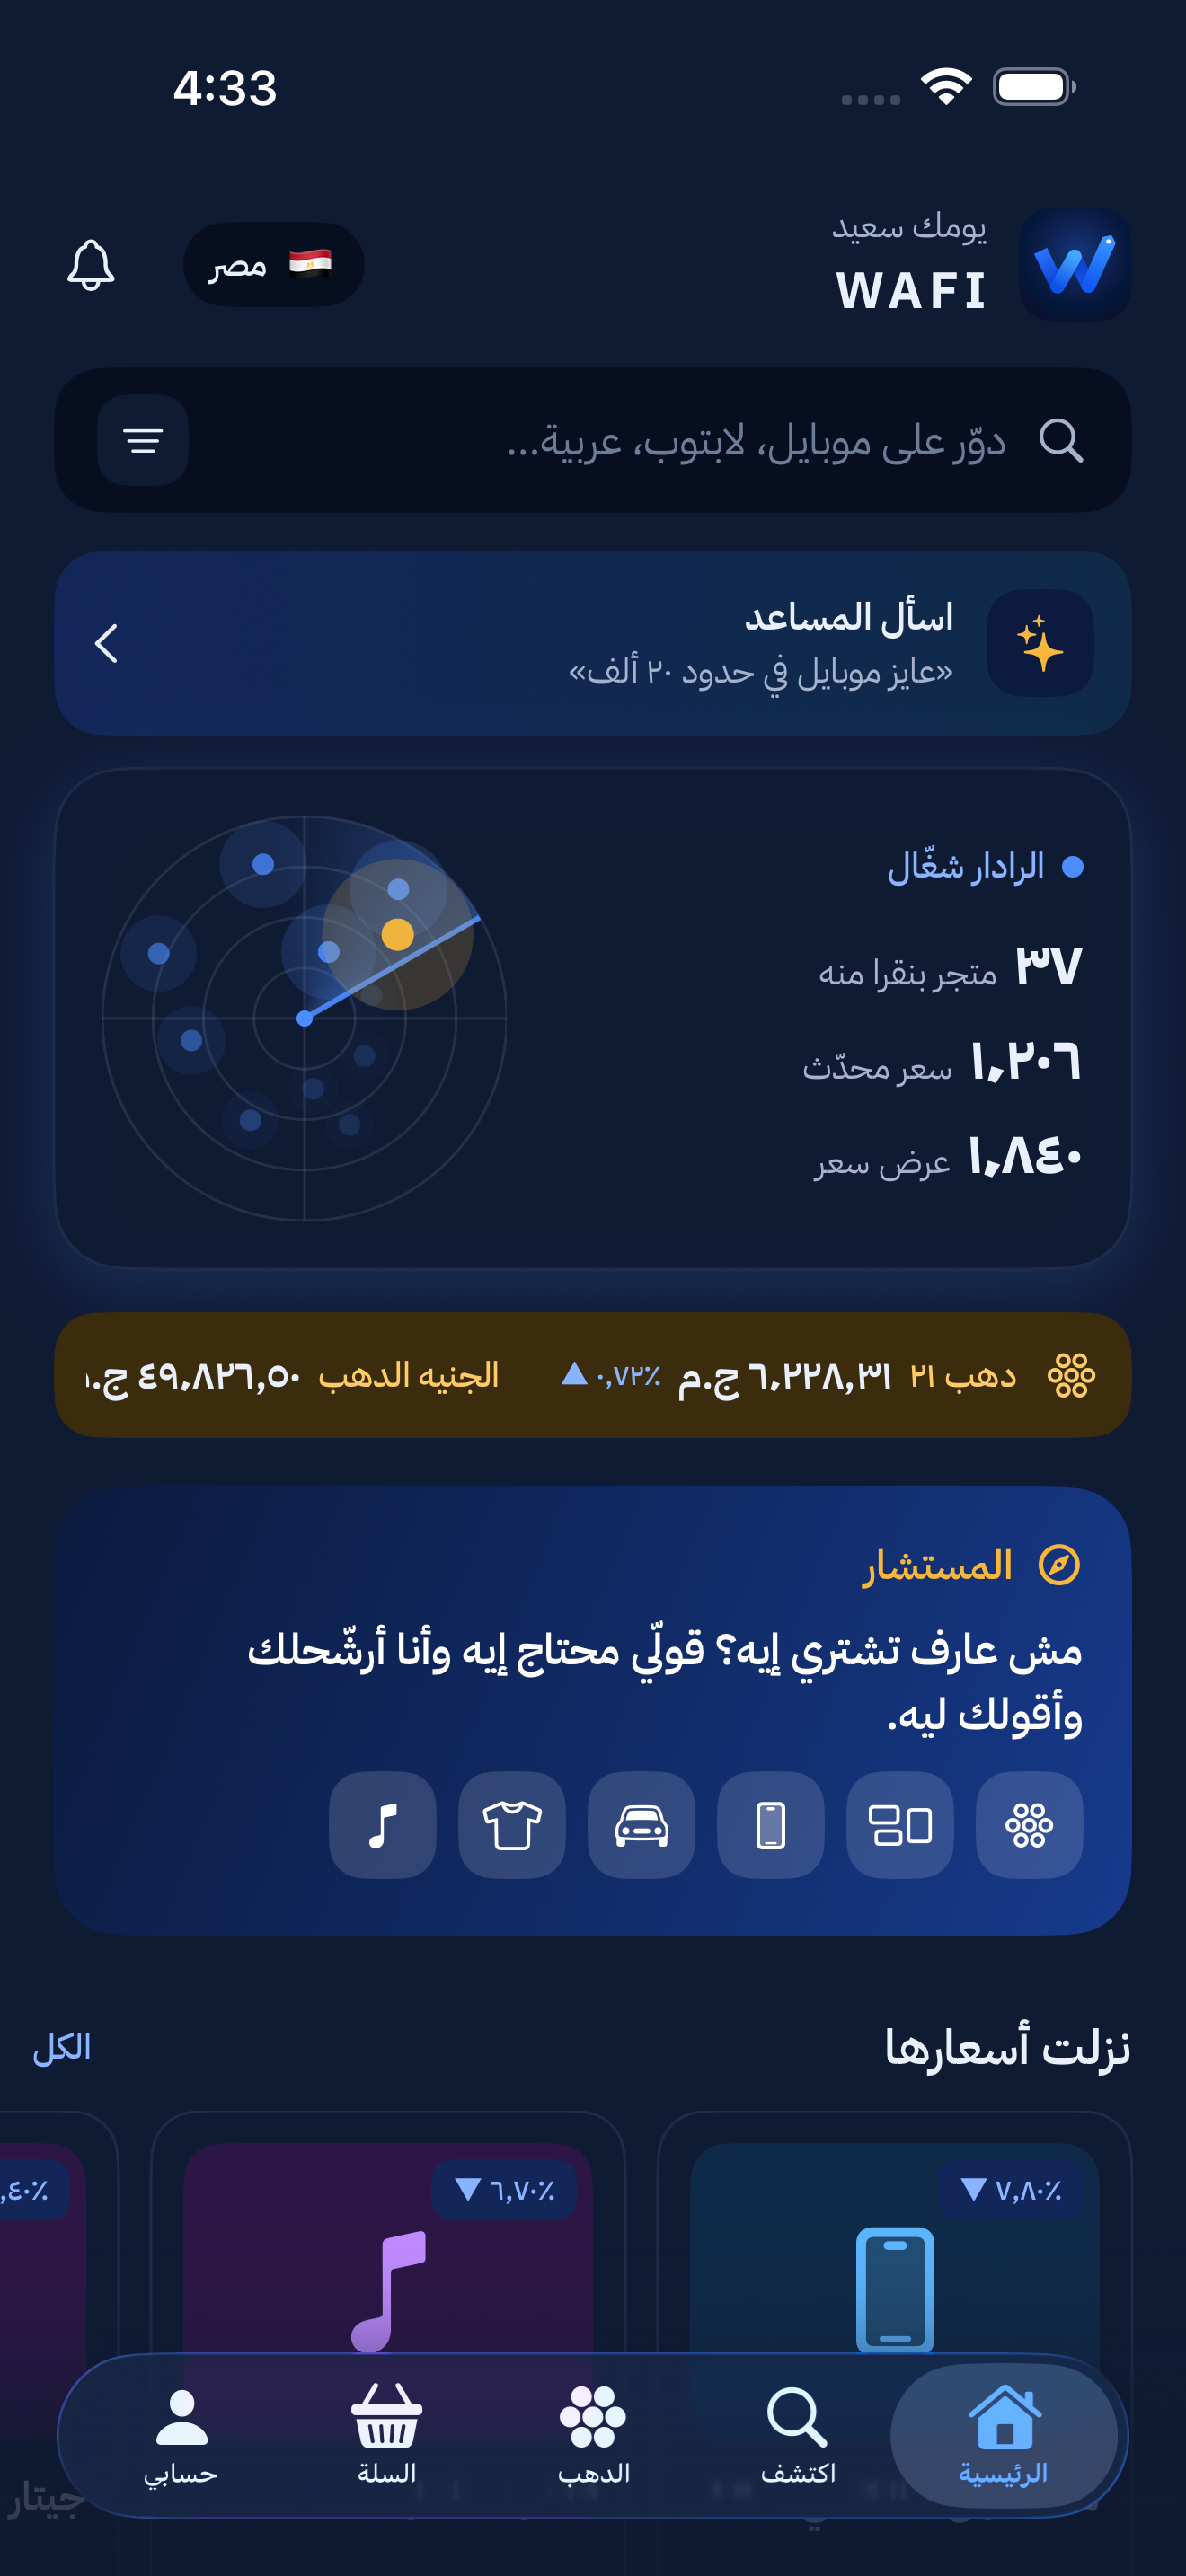 4:33
يومك سعيد
WAFI
مصر
دوّر على موبايل، لابتوب، عربية...
اسأل المساعد
«عايز موبايل في حدود ٢٠ ألف»
الرادار شغّال
٣٧ متجر بنقرا منه
١٬٢٠٦ سعر محدّث
١٬٨٤٠ عرض سعر
دهب ٢١ ٦٬٢٢٨٫٣١ ج.م ٠٫٧٢٪ ▲ الجنيه الدهب ٤٩٬٨٢٦٫٥٠ ج.م
المستشار
مش عارف تشتري إيه؟ قولّي محتاج إيه وأنا أرشّحلك
وأقولك ليه.
نزلت أسعارها
الكل
٧٫٨٠٪ ▼
٦٫٧٠٪ ▼
جيتار
الرئيسية
اكتشف
الدهب
السلة
حسابي